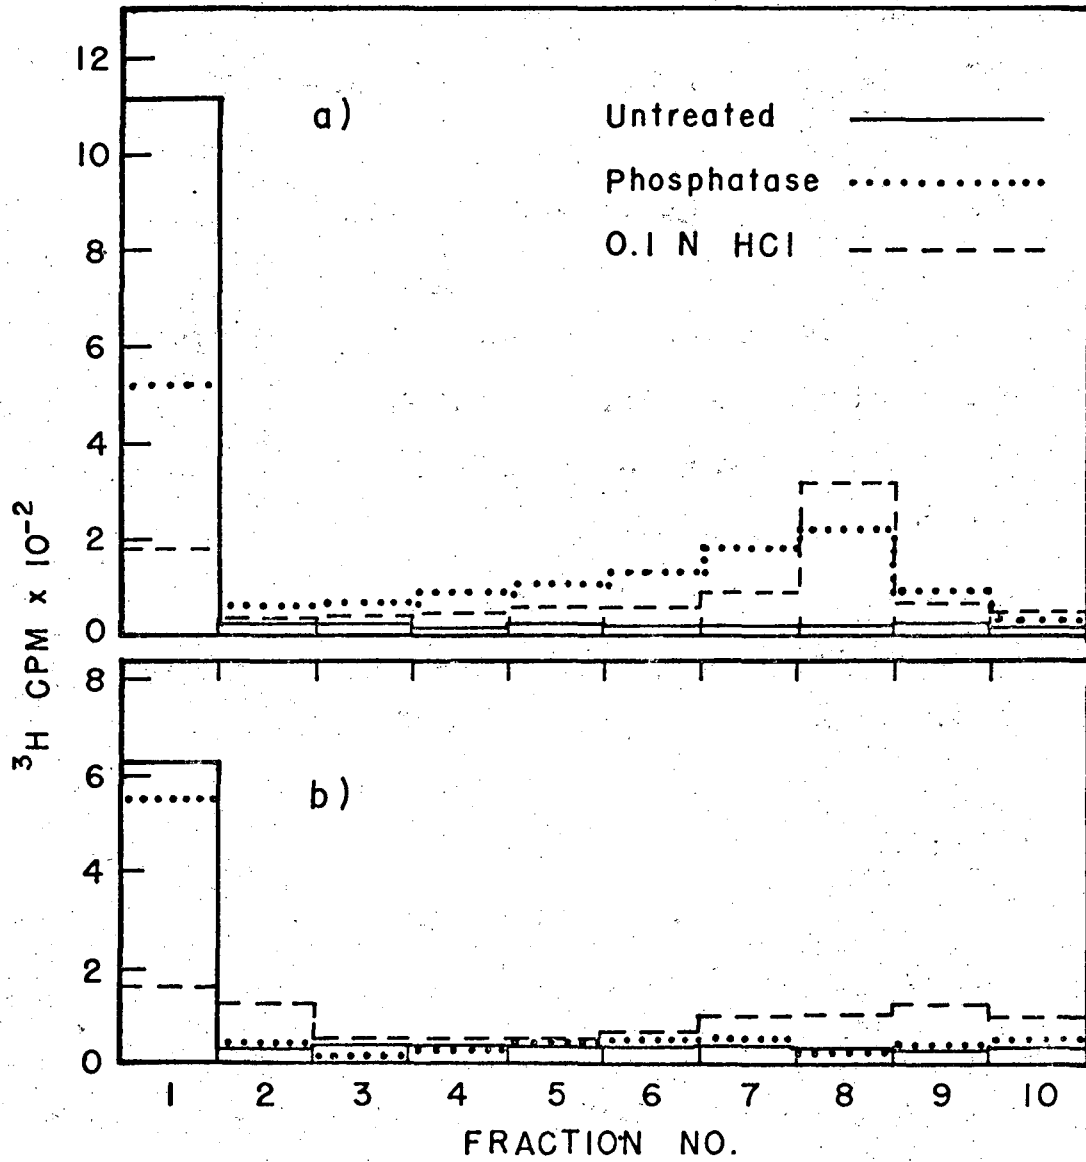 12
10
8
6
4
2
0
a)
Untreated
Phosphatase
0.1 N HCl
³H CPM x 10⁻²
8
6
4
2
0
b)
1 2 3 4 5 6 7 8 9 10
FRACTION NO.